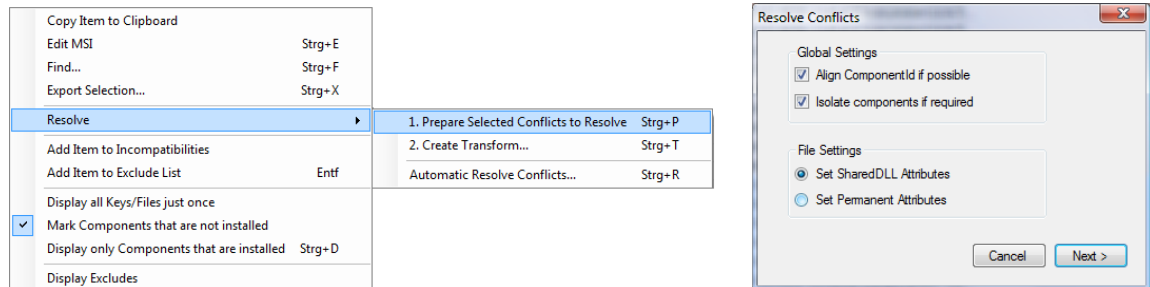 Copy Item to Clipboard
Edit MSI Strg+E
Find... Strg+F
Export Selection... Strg+X
Resolve
Add Item to Incompatibilities
Add Item to Exclude List Entf
Display all Keys/Files just once
Mark Components that are not installed
Display only Components that are installed Strg+D
Display Excludes
1. Prepare Selected Conflicts to Resolve Strg+P
2. Create Transform... Strg+T
Automatic Resolve Conflicts... Strg+R
Resolve Conflicts
Global Settings
Align ComponentId if possible
Isolate components if required
File Settings
Set SharedDLL Attributes
Set Permanent Attributes
Cancel Next >